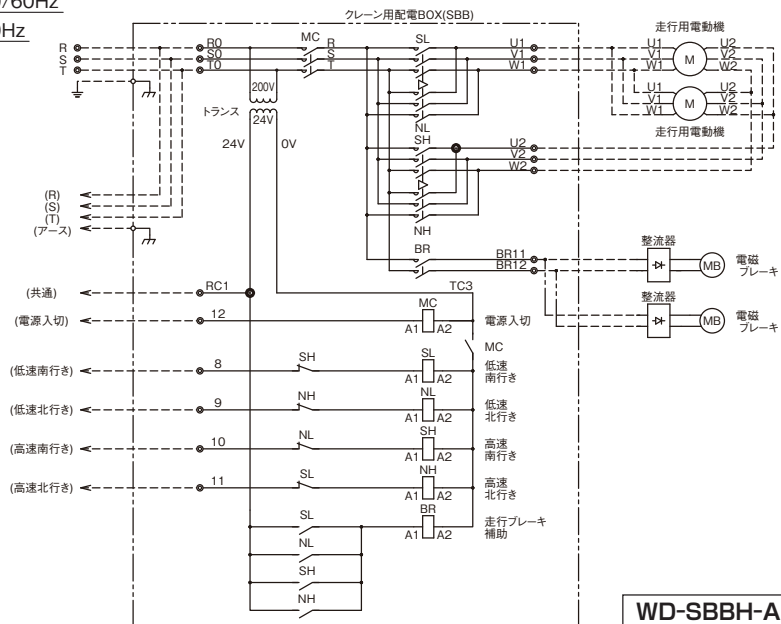 0/60Hz
0Hz
クレーン用配電BOX(SBB)
走行用電動機
R R0 MC R SL U1 U1 U2
S S0 S V1 V1 M V2
T T0 T W1 W1 W2
200V
U1 U2
V1 M V2
W1 W2
トランス
24V
NL
走行用電動機
24V 0V
SH
U2
V2
W2
(R)
(S)
(T)
(アース)
NH
整流器
BR BR11
BR12
MB
電磁
ブレーキ
(共通) RC1 TC3
整流器
MC
(電源入切) 12 A1 A2 電源入切
MB
電磁
ブレーキ
MC
(低速南行き) 8 SH SL
A1 A2
低速
南行き
(低速北行き) 9 NH NL
A1 A2
低速
北行き
(高速南行き) 10 NL SH
A1 A2
高速
南行き
(高速北行き) 11 SL NH
A1 A2
高速
北行き
SL BR
A1 A2
走行ブレーキ
補助
NL
SH
NH
WD-SBBH-A